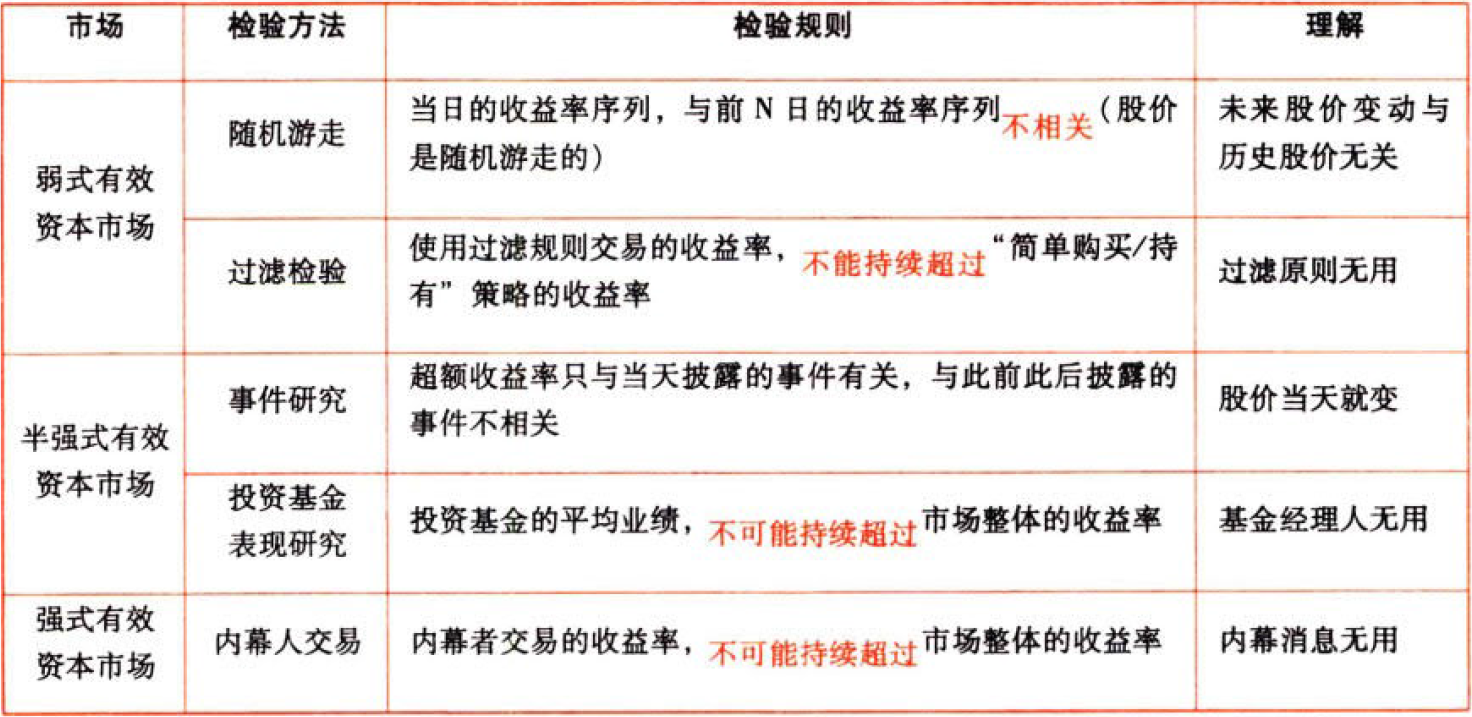 市场 检验方法 检验规则 理解
弱式有效
资本市场
随机游走
当日的收益率序列，与前 N 日的收益率序列不相关（股价
是随机游走的）
未来股价变动与
历史股价无关
过滤检验
使用过滤规则交易的收益率，不能持续超过“简单购买/持
有”策略的收益率
过滤原则无用
半强式有效
资本市场
事件研究
超额收益率只与当天披露的事件有关，与此前此后披露的
事件不相关
股价当天就变
投资基金
表现研究
投资基金的平均业绩，不可能持续超过市场整体的收益率
基金经理人无用
强式有效
资本市场
内幕人交易
内幕者交易的收益率，不可能持续超过市场整体的收益率
内幕消息无用